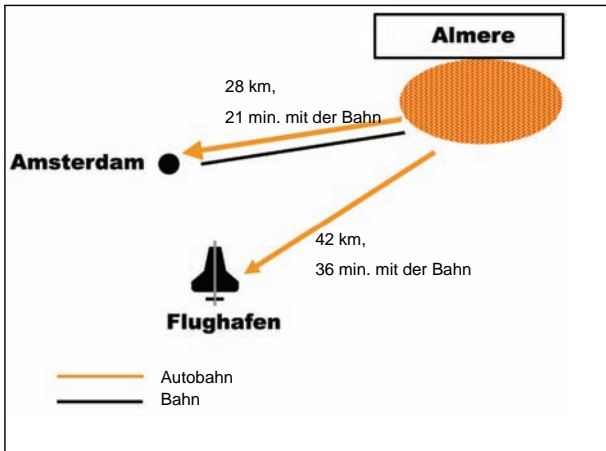 Almere
28 km,
21 min. mit der Bahn
Amsterdam
42 km,
36 min. mit der Bahn
Flughafen
Autobahn
Bahn